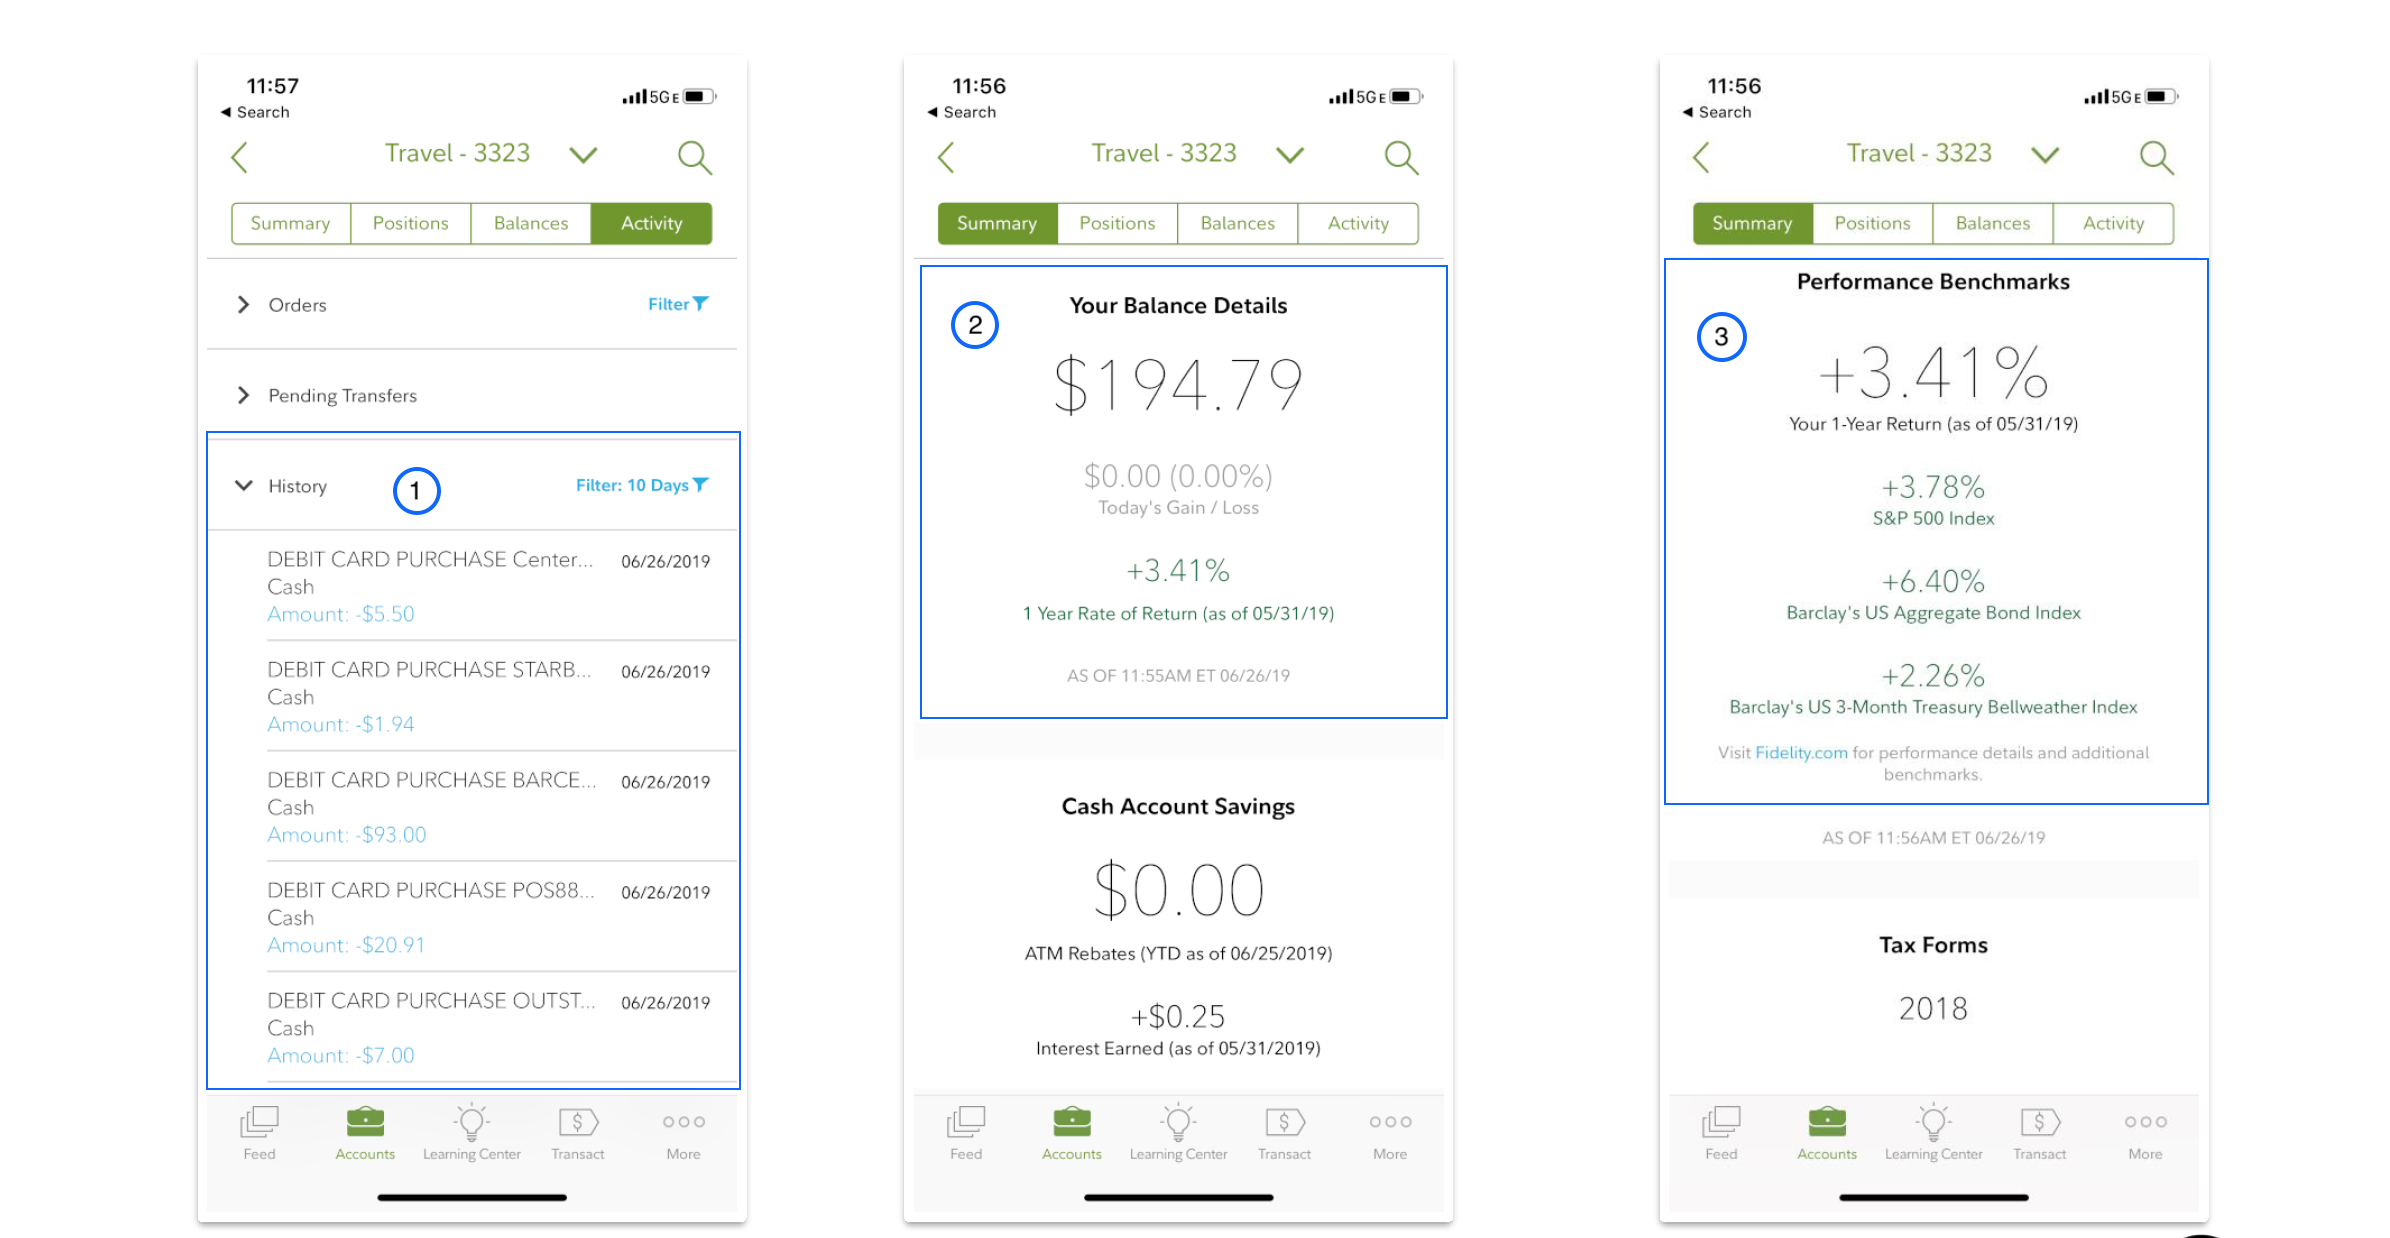 11:57
5GE
Search
Travel - 3323
Summary
Positions
Balances
Activity
Orders
Filter
Pending Transfers
History
1
Filter: 10 Days
DEBIT CARD PURCHASE Center...
06/26/2019
Cash
Amount: -$5.50
DEBIT CARD PURCHASE STARB...
06/26/2019
Cash
Amount: -$1.94
DEBIT CARD PURCHASE BARCE...
06/26/2019
Cash
Amount: -$93.00
DEBIT CARD PURCHASE POS88...
06/26/2019
Cash
Amount: -$20.91
DEBIT CARD PURCHASE OUTST...
06/26/2019
Cash
Amount: -$7.00
Feed
Accounts
Learning Center
Transact
More
11:56
5GE
Search
Travel - 3323
Summary
Positions
Balances
Activity
Your Balance Details
2
$194.79
$0.00 (0.00%)
Today's Gain / Loss
+3.41%
1 Year Rate of Return (as of 05/31/19)
AS OF 11:55AM ET 06/26/19
Cash Account Savings
$0.00
ATM Rebates (YTD as of 06/25/2019)
+$0.25
Interest Earned (as of 05/31/2019)
Feed
Accounts
Learning Center
Transact
More
11:56
5GE
Search
Travel - 3323
Summary
Positions
Balances
Activity
Performance Benchmarks
3
+3.41%
Your 1-Year Return (as of 05/31/19)
+3.78%
S&P 500 Index
+6.40%
Barclay's US Aggregate Bond Index
+2.26%
Barclay's US 3-Month Treasury Bellweather Index
Visit Fidelity.com for performance details and additional
benchmarks.
AS OF 11:56AM ET 06/26/19
Tax Forms
2018
Feed
Accounts
Learning Center
Transact
More